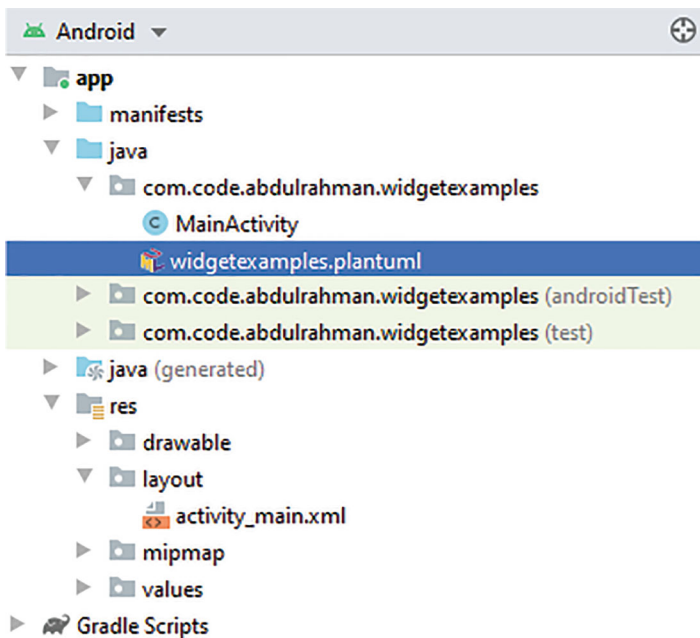 Android
app
manifests
java
com.code.abdulrahman.widgetexamples
C MainActivity
widgetexamples.plantuml
com.code.abdulrahman.widgetexamples (androidTest)
com.code.abdulrahman.widgetexamples (test)
java (generated)
res
drawable
layout
activity_main.xml
mipmap
values
Gradle Scripts